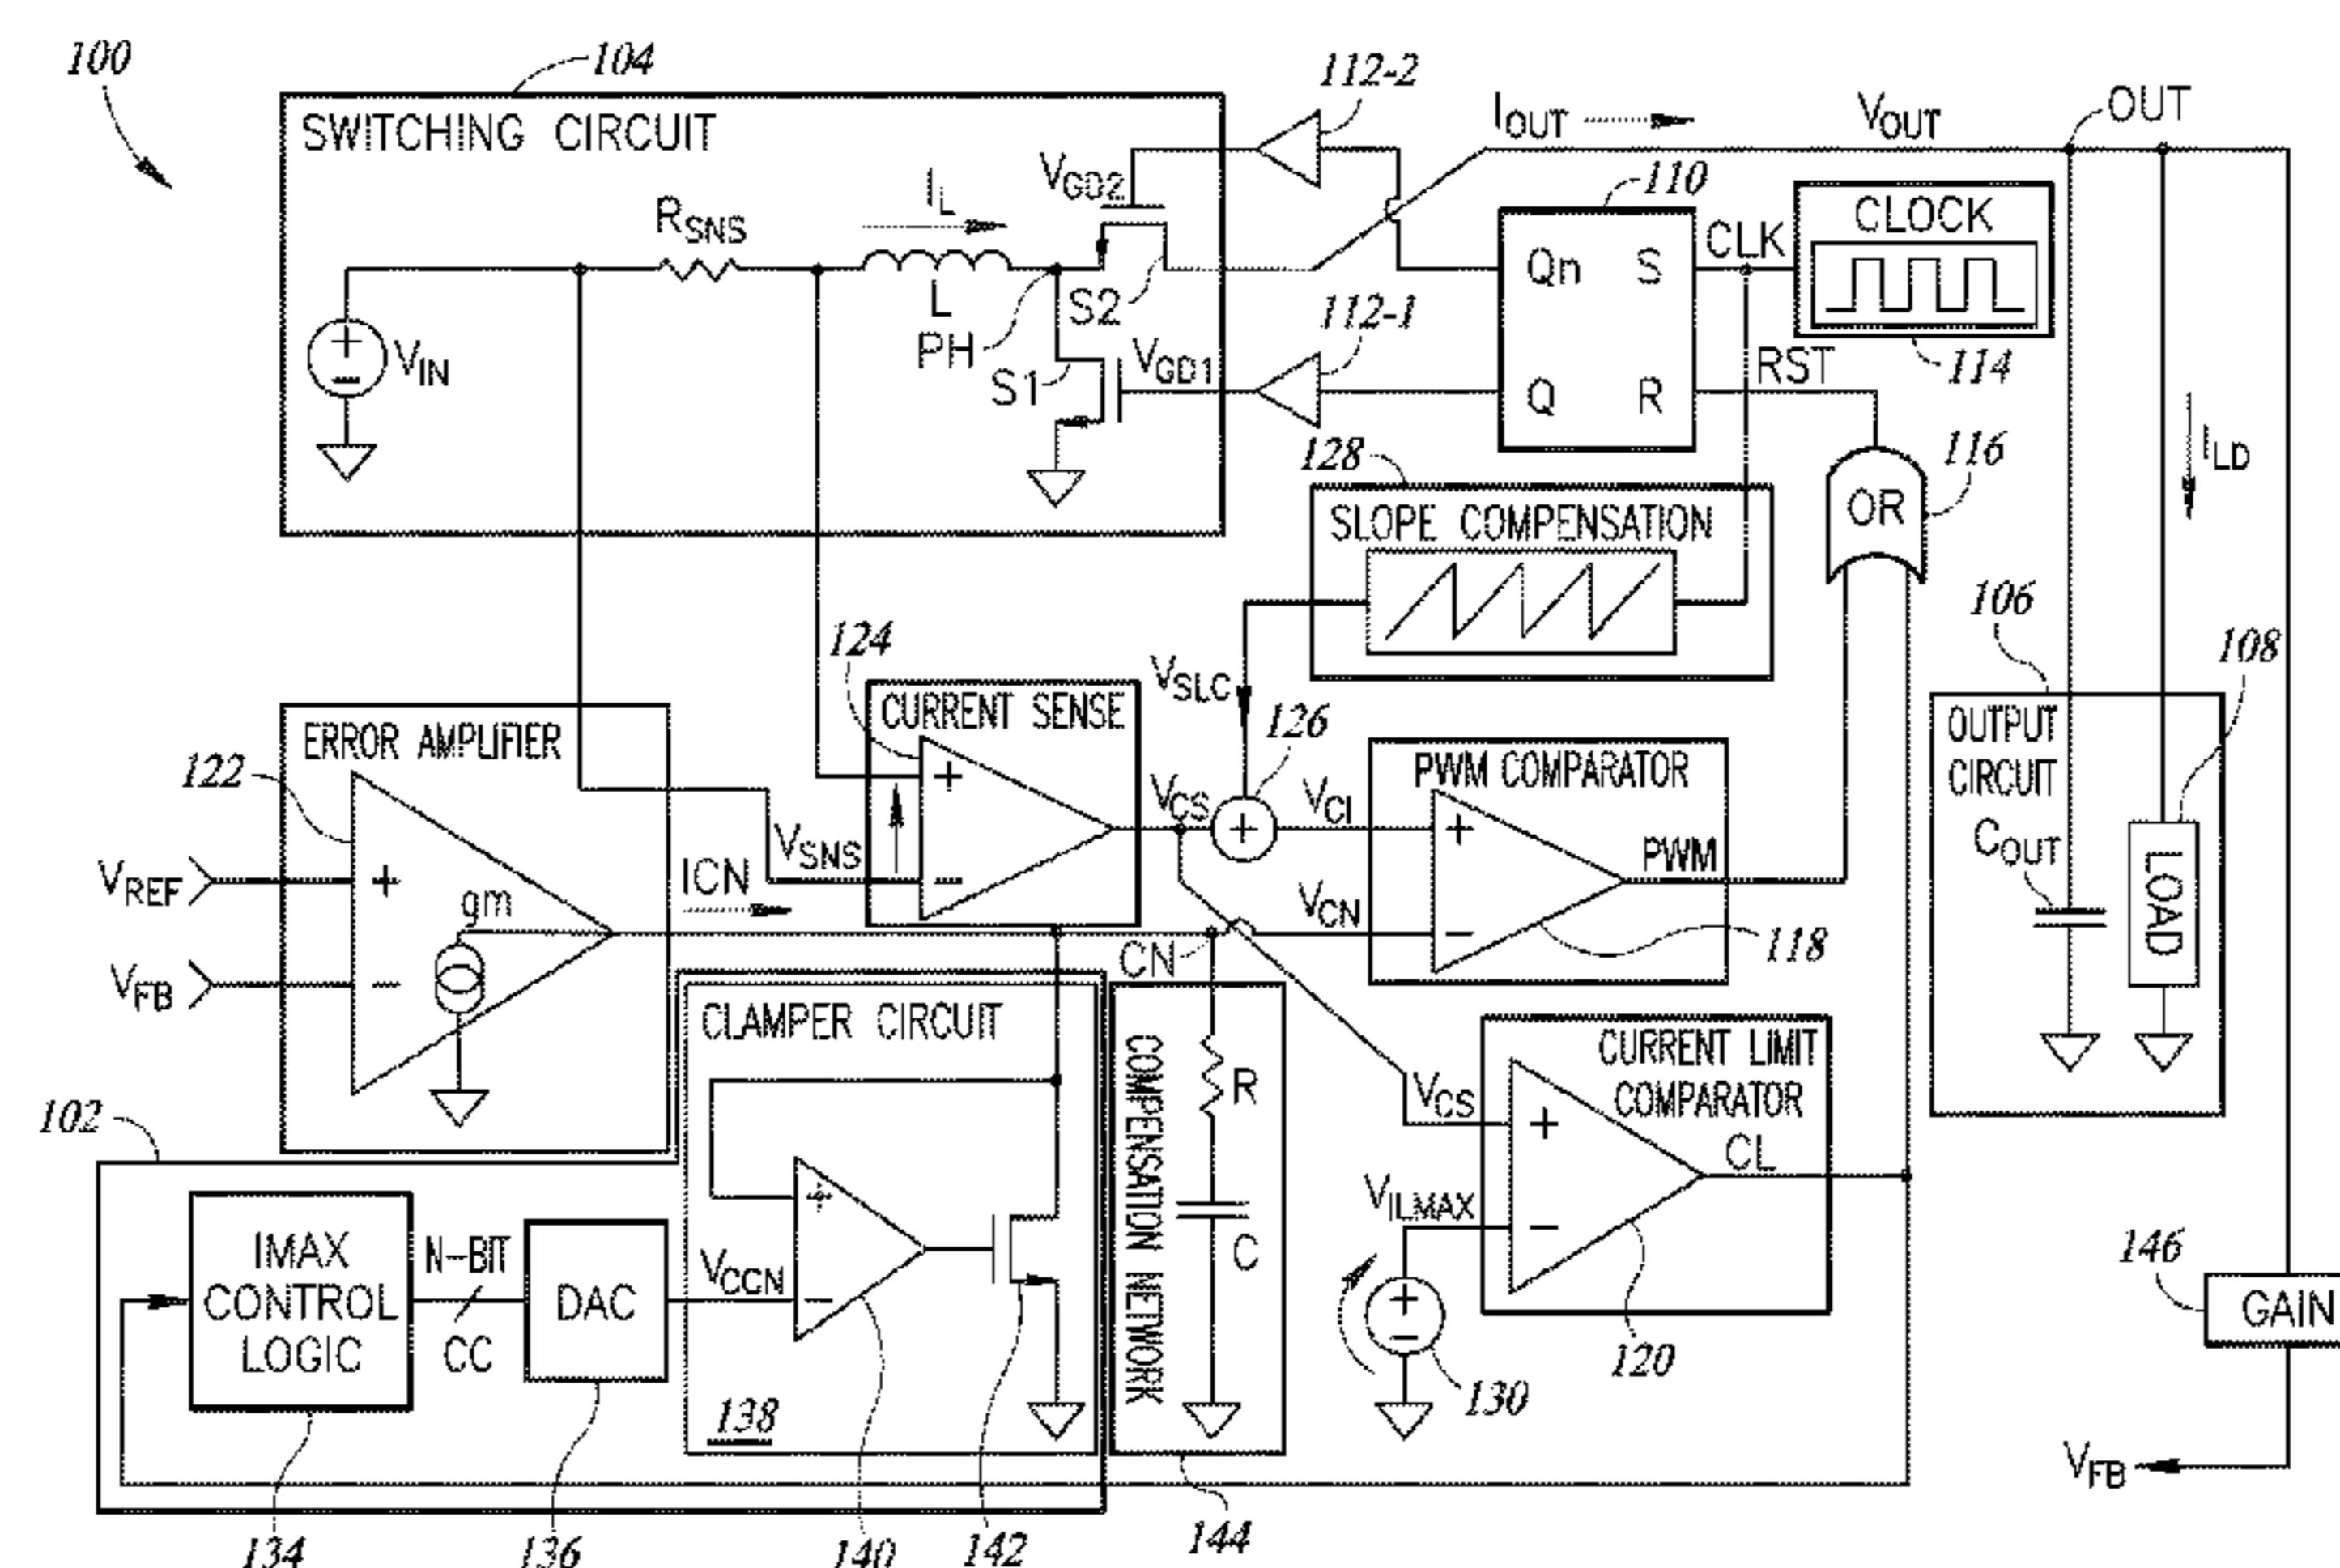 100
104
112-2
SWITCHING CIRCUIT
IOUT
VOUT
OUT
VGD2
IL
RSNS
110
CLK
CLOCK
Qn
S
L
S2
112-1
PH
VIN
S1
VGD1
RST
114
Q
R
128
116
ILD
OR
SLOPE COMPENSATION
124
106
108
VSLC
CURRENT SENSE
126
ERROR AMPLIFIER
OUTPUT
CIRCUIT
122
+
PWM COMPARATOR
VCS
+
VCI
+
COUT
VSNS
PWM
LOAD
VREF
+
ICN
−
VCN
gm
−
118
CN
VFB
−
CLAMPER CIRCUIT
COMPENSATION NETWORK
CURRENT LIMIT
COMPARATOR
R
102
VCS
+
CL
+
VILMAX
−
IMAX
CONTROL
LOGIC
N-BIT
CC
DAC
VCCN
−
C
146
GAIN
+
−
120
130
138
VFB
134
136
140
142
144